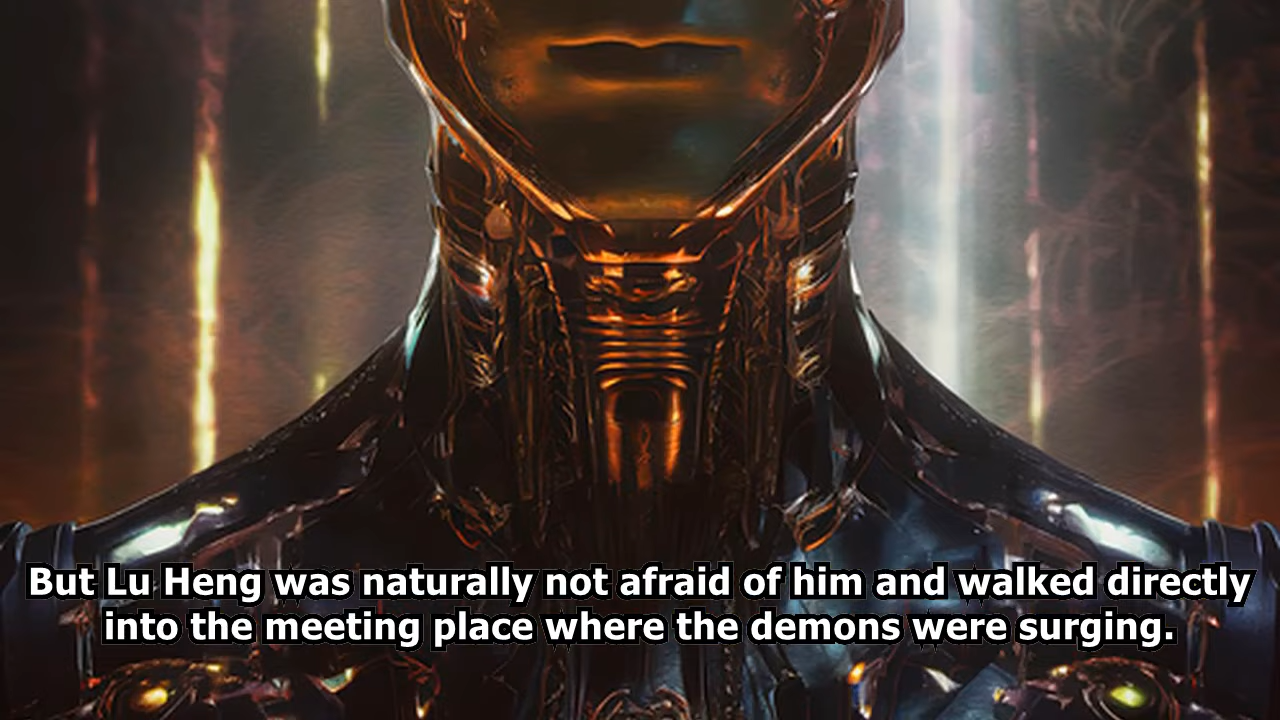 But Lu Heng was naturally not afraid of him and walked directly
into the meeting place where the demons were surging.